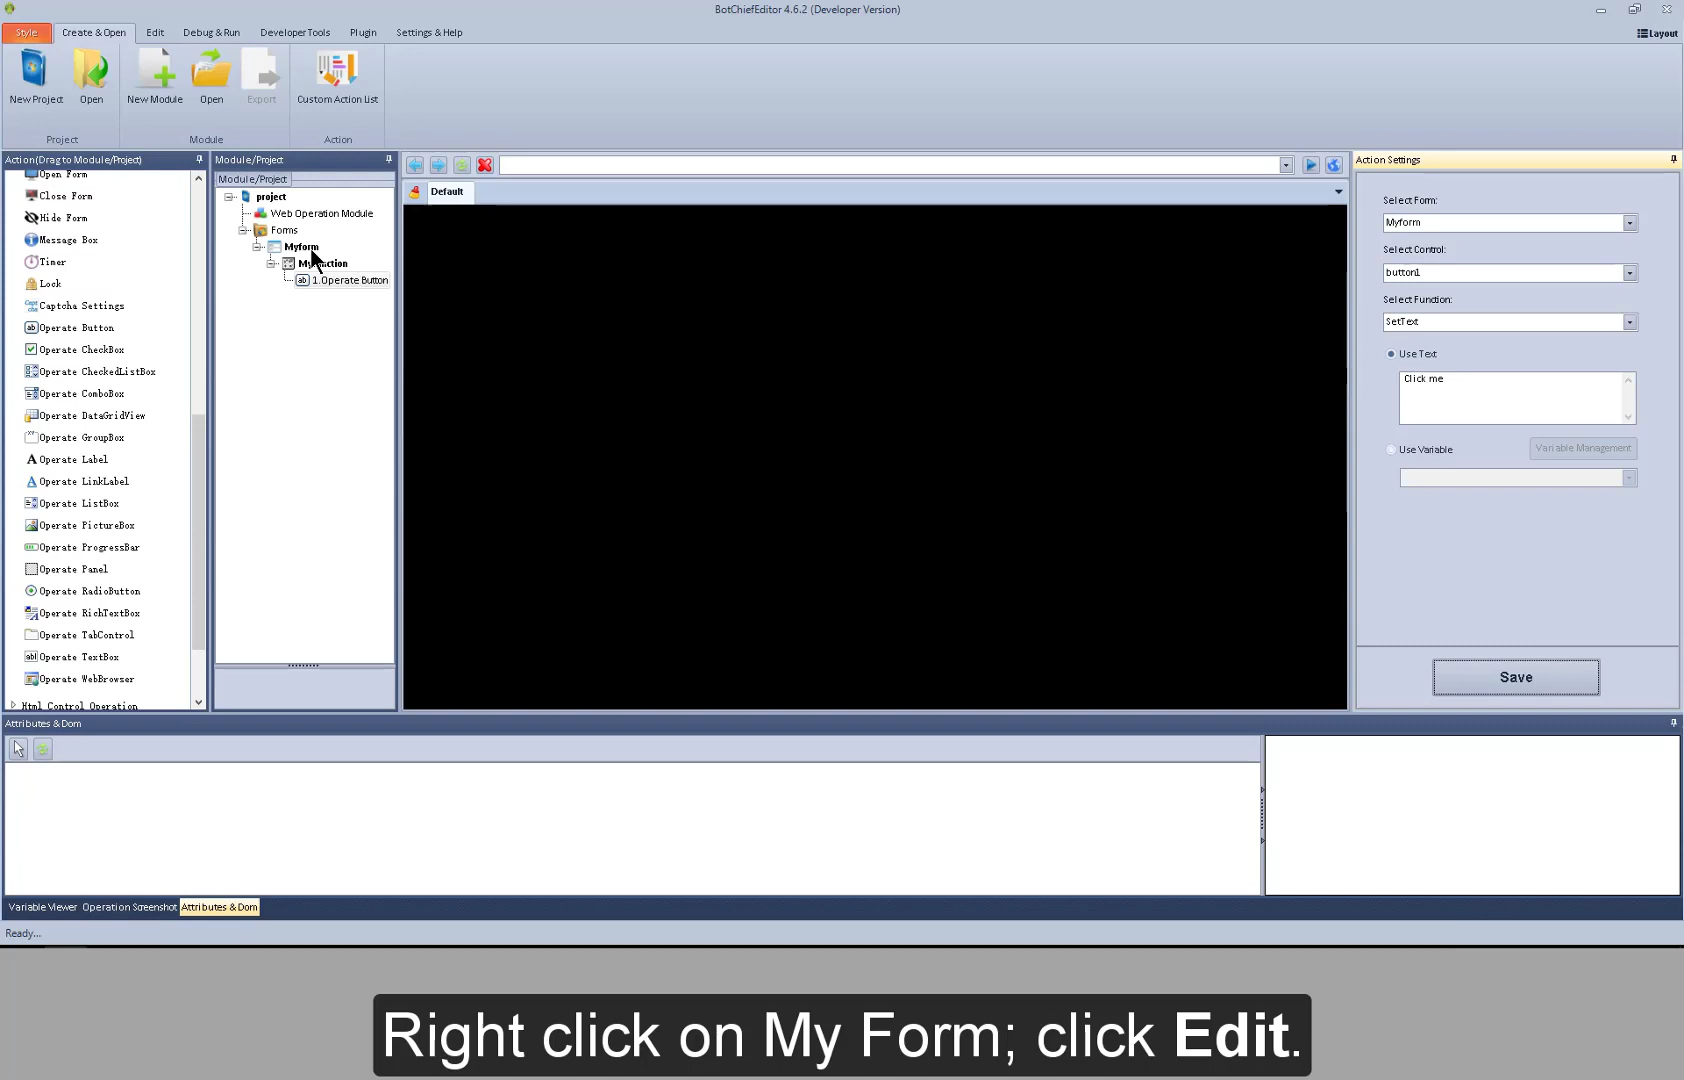 BotChiefEditor 4.6.2 (Developer Version)
Style
Create & Open
Edit
Debug & Run
Developer Tools
Plugin
Settings & Help
Layout
New Project
Open
New Module
Open
Export
Custom Action List
Project
Module
Action
Action(Drag to Module/Project)
Open Form
Close Form
Hide Form
Message Box
Timer
Lock
Captcha Settings
Operate Button
Operate CheckBox
Operate CheckedListBox
Operate ComboBox
Operate DataGridView
Operate GroupBox
Operate Label
Operate LinkLabel
Operate ListBox
Operate PictureBox
Operate ProgressBar
Operate Panel
Operate RadioButton
Operate RichTextBox
Operate TabControl
Operate TextBox
Operate WebBrowser
Html Control Operation
Module/Project
Module/Project
project
Web Operation Module
Forms
Myform
1.Operate Button
Default
Action Settings
Select Form:
Myform
Select Control:
button1
Select Function:
SetText
Use Text
Click me
Use Variable
Variable Management
Save
Attributes & Dom
Variable Viewer
Operation Screenshot
Attributes & Dom
Ready...
Right click on My Form; click Edit.